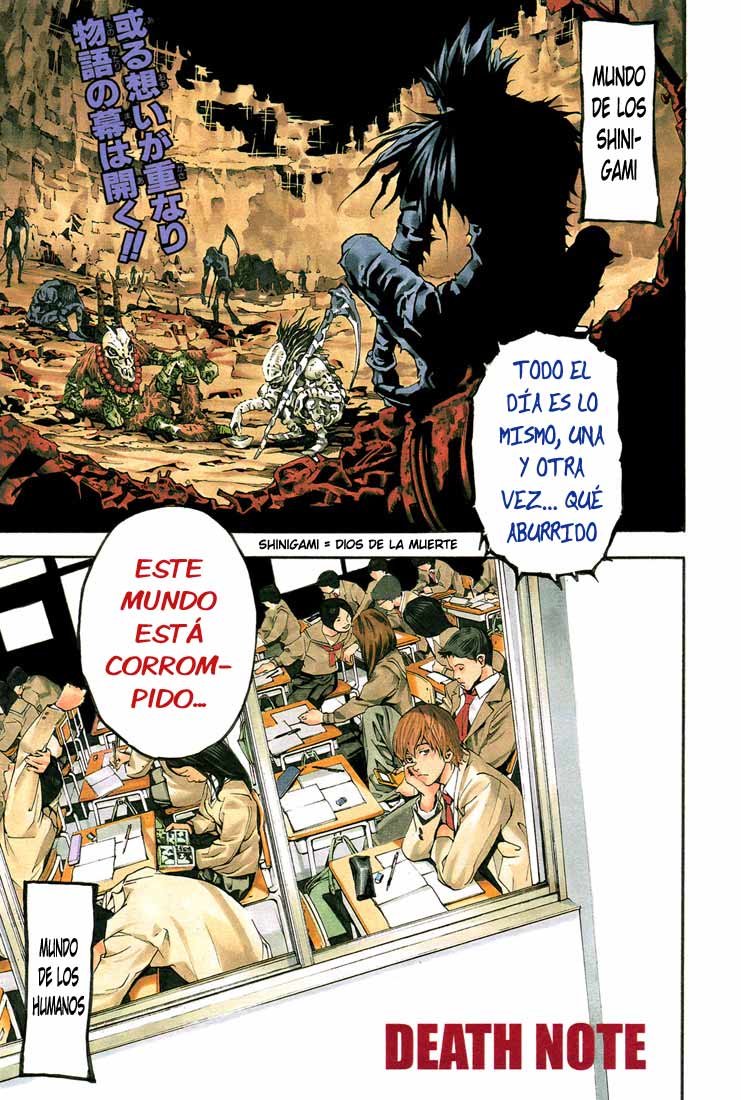 MUNDO
DE LOS
SHINI-
GAMI
或る想いが重なり
物語の幕は開く!!
TODO EL
DÍA ES LO
MISMO, UNA
Y OTRA
VEZ... QUÉ
ABURRIDO
SHINIGAMI = DIOS DE LA MUERTE
ESTE
MUNDO
ESTÁ
CORROM-
PIDO...
MUNDO
DE LOS
HUMANOS
DEATH NOTE